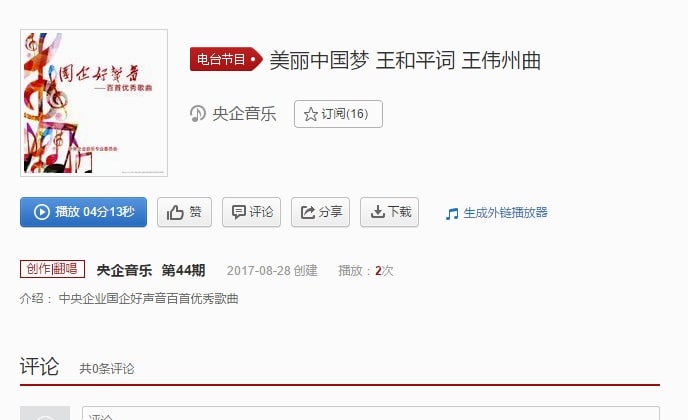 国企好声音
——百首优秀歌曲
电台节目 美丽中国梦 王和平词 王伟州曲
央企音乐 订阅(16)
播放 04分13秒 赞 评论 分享 下载 生成外链播放器
创作|翻唱 央企音乐 第44期 2017-08-28 创建 播放：2次
介绍： 中央企业国企好声音百首优秀歌曲
评论 共0条评论
评论